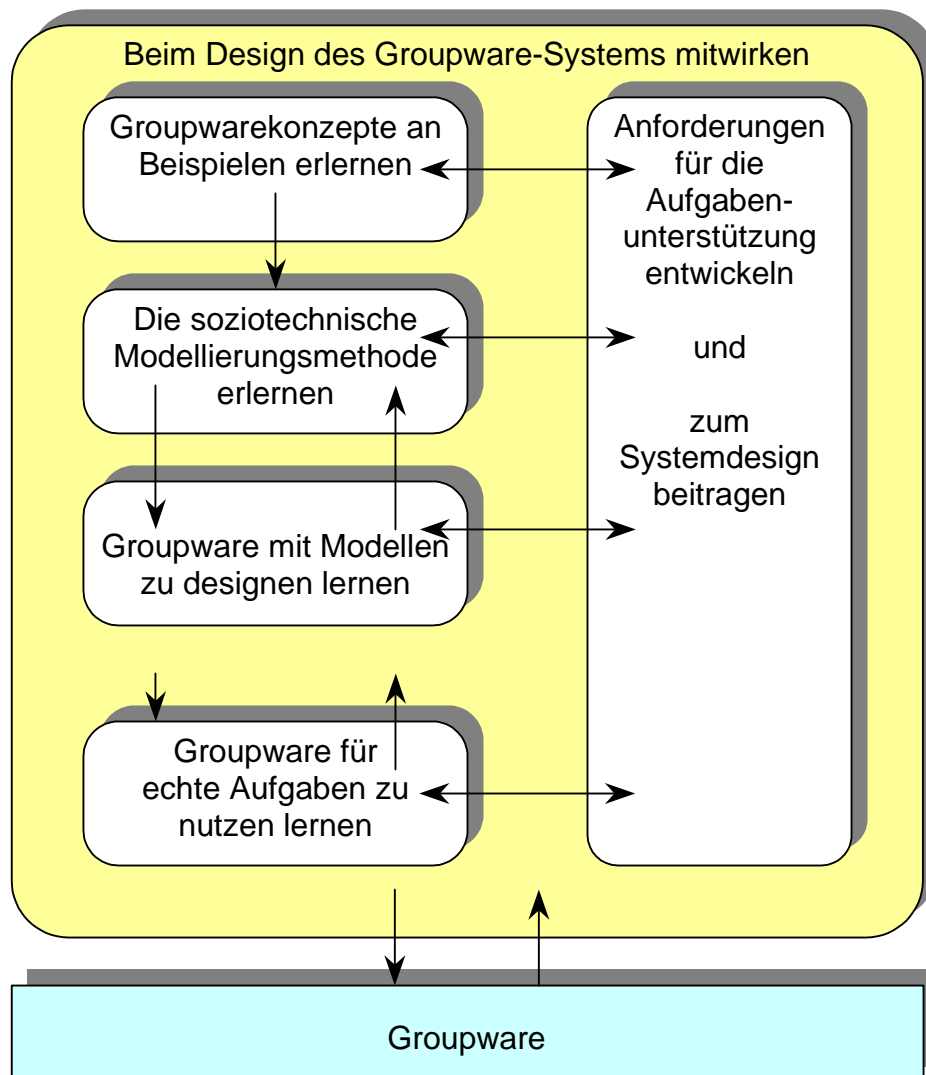 Beim Design des Groupware-Systems mitwirken
Groupwarekonzepte an
Beispielen erlernen
Die soziotechnische
Modellierungsmethode
erlernen
Groupware mit Modellen
zu designen lernen
Groupware für
echte Aufgaben zu
nutzen lernen
Anforderungen
für die
Aufgaben-
unterstützung
entwickeln
und
zum
Systemdesign
beitragen
Groupware